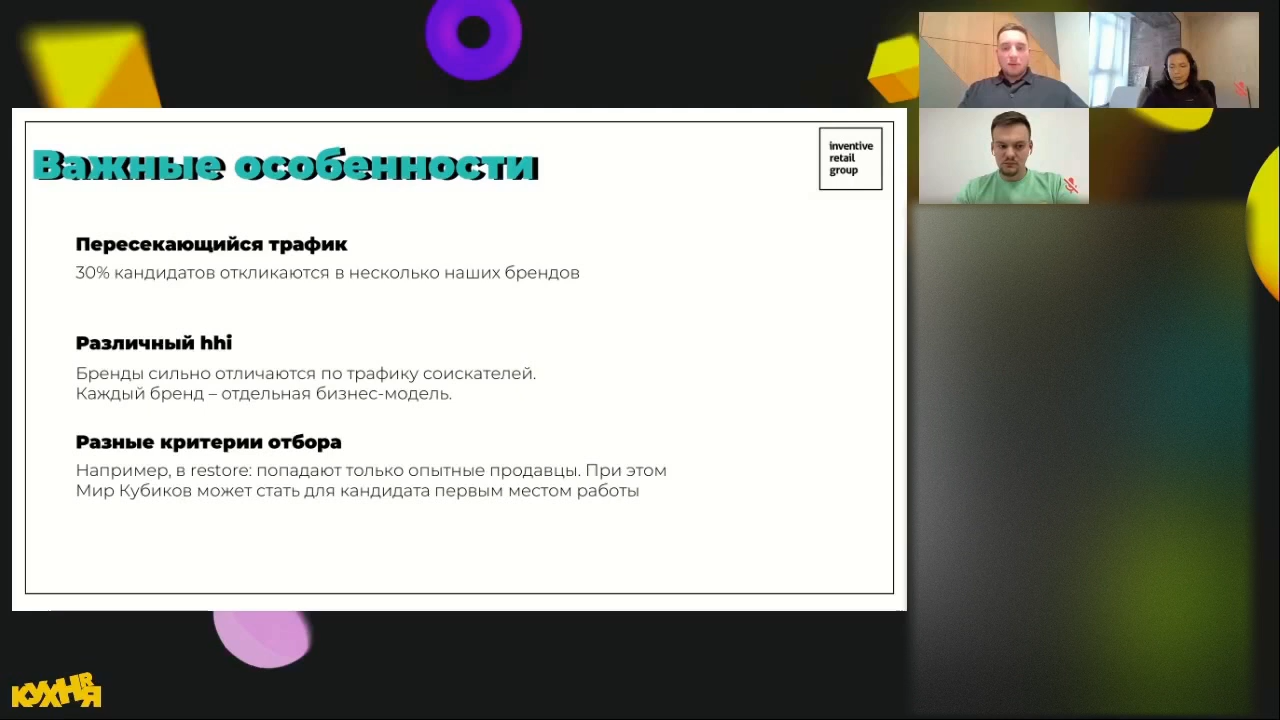 Важные особенности
inventive
retail
group
Пересекающийся трафик
30% кандидатов откликаются в несколько наших брендов
Различный hhi
Бренды сильно отличаются по трафику соискателей.
Каждый бренд – отдельная бизнес-модель.
Разные критерии отбора
Например, в restore: попадают только опытные продавцы. При этом
Мир Кубиков может стать для кандидата первым местом работы
КУХНHRЯ